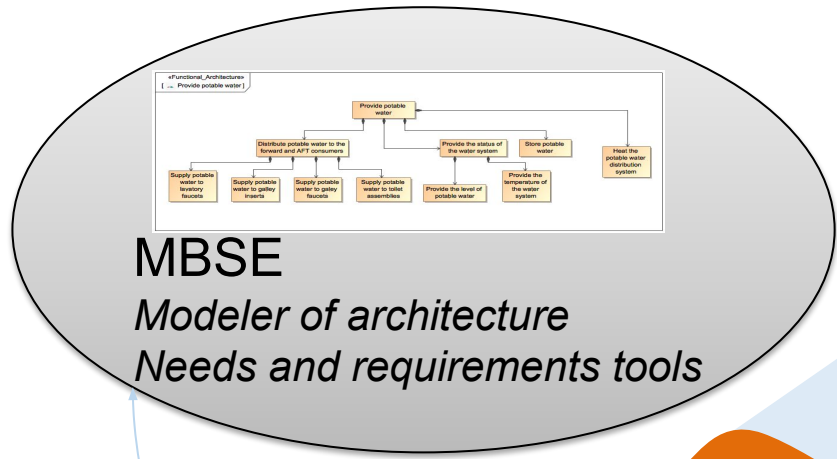 «Functional_Architecture»
[ Provide potable water ]
Provide potable
water
Distribute potable water to the
forward and AFT consumers
Provide the status of
the water system
Store potable
water
Heat the
potable water
distribution
system
Supply potable
water to
lavatory
faucets
Supply potable
water to galley
inserts
Supply potable
water to galey
faucets
Supply potable
water to toilet
assemblies
Provide the level of
potable water
Provide the
temperature of
the water
system
MBSE
Modeler of architecture
Needs and requirements tools